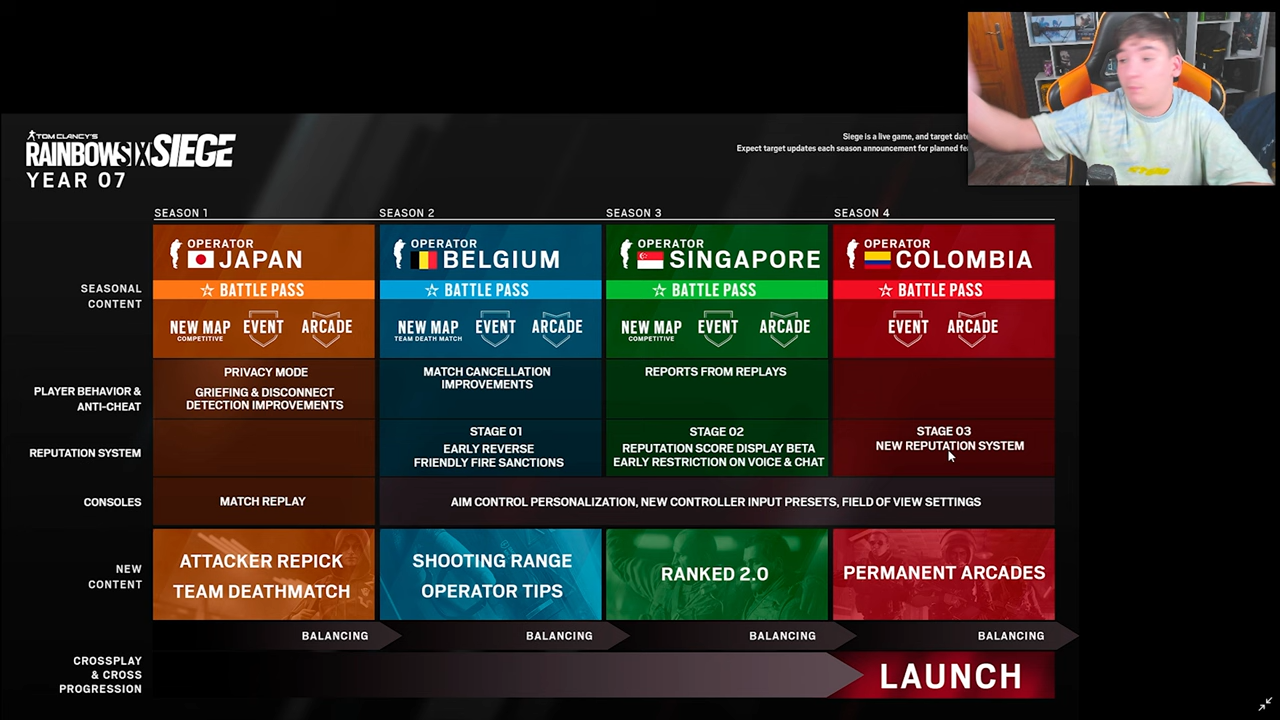 TOM CLANCY'S
RAINBOWSIX SIEGE
YEAR 07
Siege is a live game, and target date
Expect target updates each season announcement for planned fe
SEASON 1
SEASON 2
SEASON 3
SEASON 4
SEASONAL
CONTENT
OPERATOR
JAPAN
BATTLE PASS
NEW MAP
COMPETITIVE
EVENT
ARCADE
OPERATOR
BELGIUM
BATTLE PASS
NEW MAP
TEAM DEATH MATCH
EVENT
ARCADE
OPERATOR
SINGAPORE
BATTLE PASS
NEW MAP
COMPETITIVE
EVENT
ARCADE
OPERATOR
COLOMBIA
BATTLE PASS
EVENT
ARCADE
PLAYER BEHAVIOR &
ANTI-CHEAT
PRIVACY MODE
GRIEFING & DISCONNECT
DETECTION IMPROVEMENTS
MATCH CANCELLATION
IMPROVEMENTS
REPORTS FROM REPLAYS
REPUTATION SYSTEM
STAGE 01
EARLY REVERSE
FRIENDLY FIRE SANCTIONS
STAGE 02
REPUTATION SCORE DISPLAY BETA
EARLY RESTRICTION ON VOICE & CHAT
STAGE 03
NEW REPUTATION SYSTEM
CONSOLES
MATCH REPLAY
AIM CONTROL PERSONALIZATION, NEW CONTROLLER INPUT PRESETS, FIELD OF VIEW SETTINGS
NEW
CONTENT
ATTACKER REPICK
TEAM DEATHMATCH
SHOOTING RANGE
OPERATOR TIPS
RANKED 2.0
PERMANENT ARCADES
BALANCING
BALANCING
BALANCING
BALANCING
CROSSPLAY
& CROSS
PROGRESSION
LAUNCH